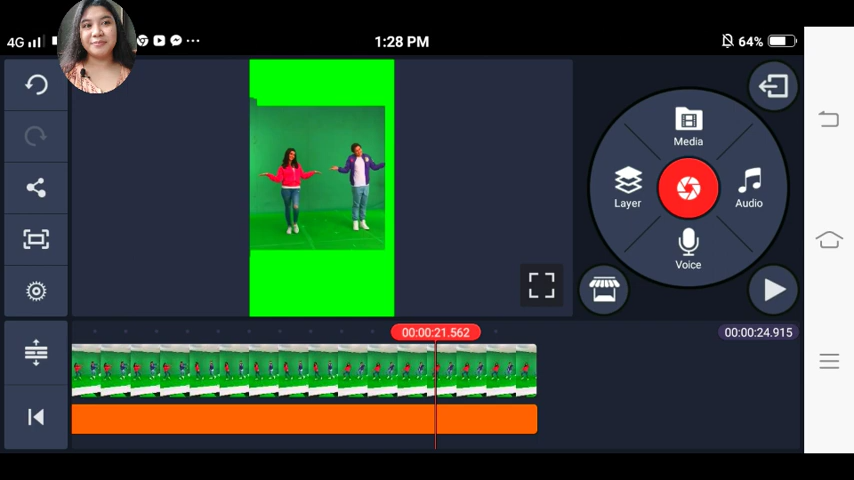 4G
1:28 PM
64%
Media
Layer
Audio
Voice
00:00:21.562
00:00:24.915